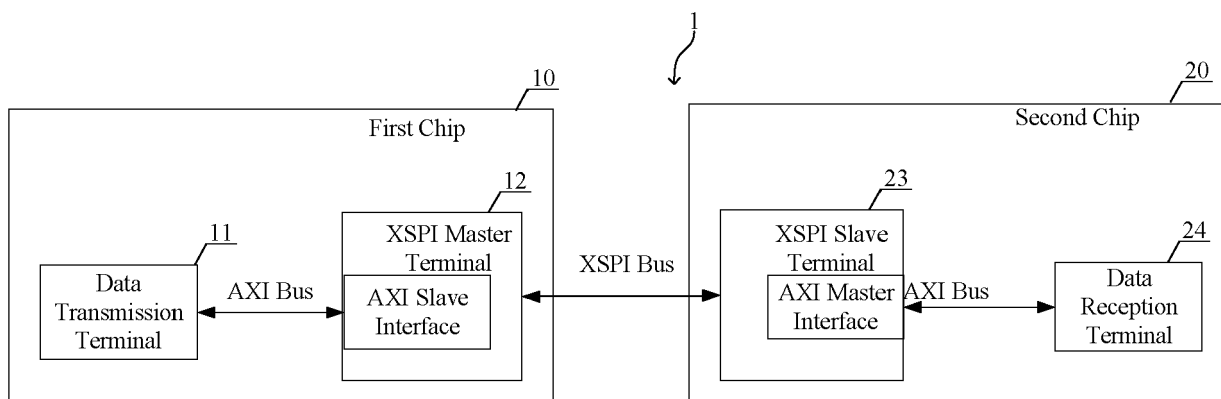 1
10
First Chip
12
XSPI Master
Terminal
AXI Slave
Interface
11
Data
Transmission
Terminal
AXI Bus
XSPI Bus
20
Second Chip
23
XSPI Slave
Terminal
AXI Master
Interface
AXI Bus
24
Data
Reception
Terminal